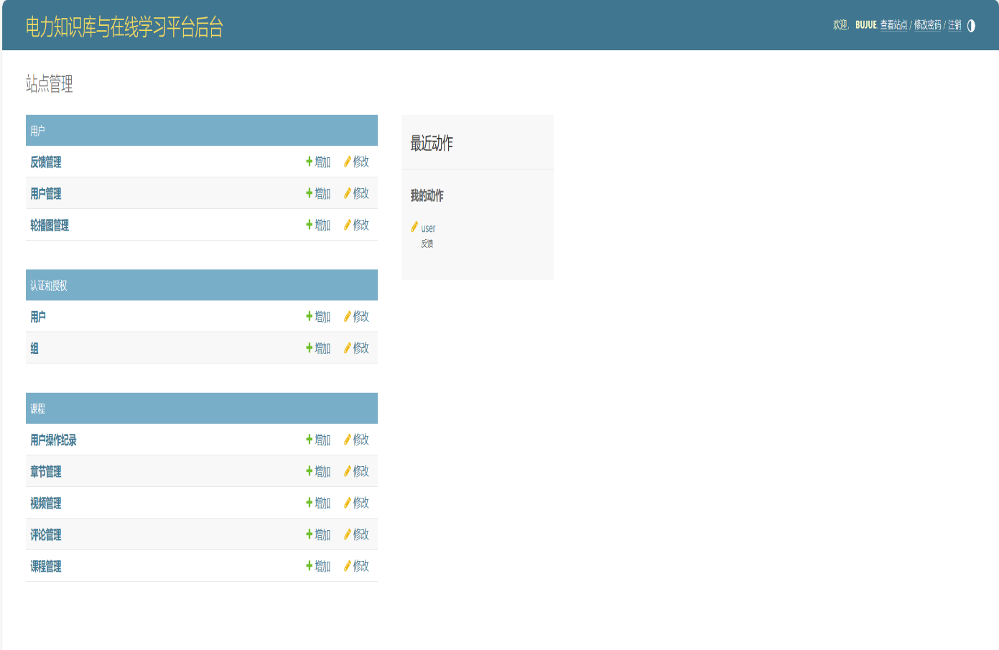 电力知识库与在线学习平台后台
欢迎, BUJUE. 查看站点 / 修改密码 / 注销
站点管理
用户
反馈管理 增加 修改
用户管理 增加 修改
轮播图管理 增加 修改
认证和授权
用户 增加 修改
组 增加 修改
课程
用户操作纪录 增加 修改
章节管理 增加 修改
视频管理 增加 修改
评论管理 增加 修改
课程管理 增加 修改
最近动作
我的动作
user
反馈